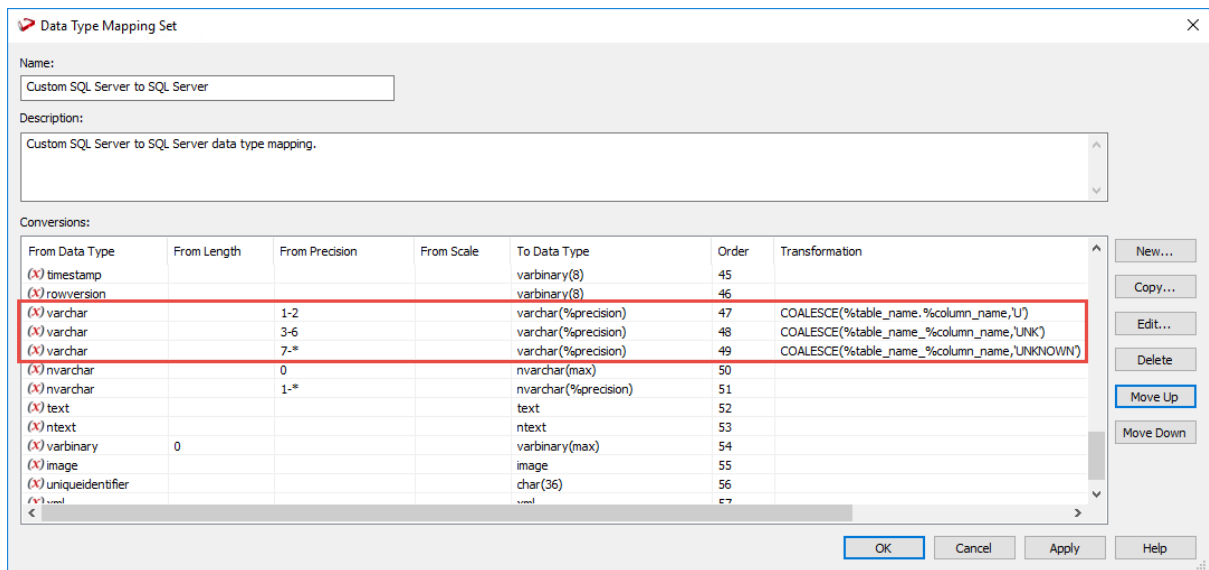 Data Type Mapping Set
Name:
Custom SQL Server to SQL Server
Description:
Custom SQL Server to SQL Server data type mapping.
Conversions:
From Data Type From Length From Precision From Scale To Data Type Order Transformation
(x) timestamp varbinary(8) 45
(x) rowversion varbinary(8) 46
(x) varchar 1-2 varchar(%precision) 47 COALESCE(%table_name.%column_name,'U')
(x) varchar 3-6 varchar(%precision) 48 COALESCE(%table_name_%column_name,'UNK')
(x) varchar 7-* varchar(%precision) 49 COALESCE(%table_name_%column_name,'UNKNOWN')
(x) nvarchar 0 nvarchar(max) 50
(x) nvarchar 1-* nvarchar(%precision) 51
(x) text text 52
(x) ntext ntext 53
(x) varbinary 0 varbinary(max) 54
(x) image image 55
(x) uniqueidentifier char(36) 56
(x) xml xml 57
New...
Copy...
Edit...
Delete
Move Up
Move Down
OK Cancel Apply Help